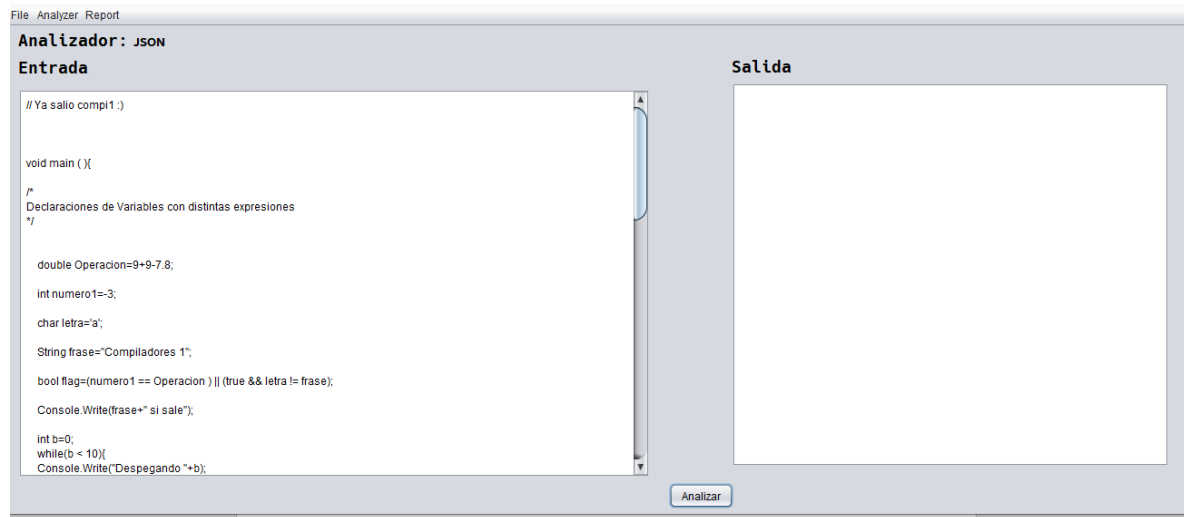 File Analyzer Report
Analizador: JSON
Entrada
Salida
// Ya salio compi1 :)
void main ( ){
/*
Declaraciones de Variables con distintas expresiones
*/
double Operacion=9+9-7.8;
int numero1=-3;
char letra='a';
String frase="Compiladores 1";
bool flag=(numero1 == Operacion ) || (true && letra != frase);
Console.Write(frase+" si sale");
int b=0;
while(b < 10){
Console.Write("Despegando "+b);
Analizar